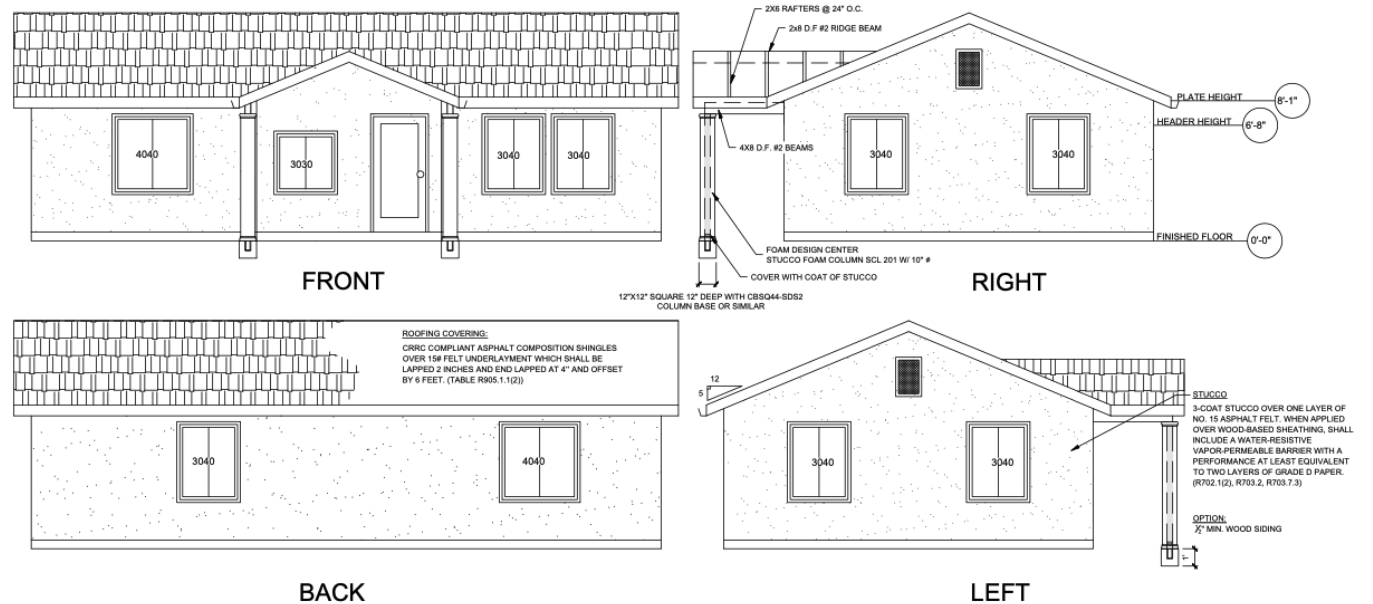 2X6 RAFTERS @ 24" O.C.
2x8 D.F #2 RIDGE BEAM
PLATE HEIGHT
8'-1"
HEADER HEIGHT
6'-8"
4X8 D.F. #2 BEAMS
4040
3030
3040
3040
3040
3040
FINISHED FLOOR
0'-0"
FOAM DESIGN CENTER
STUCCO FOAM COLUMN SCL 201 W/ 10" #
COVER WITH COAT OF STUCCO
FRONT
RIGHT
12"X12" SQUARE 12" DEEP WITH CBSQ44-SDS2
COLUMN BASE OR SIMILAR
ROOFING COVERING:
CRRC COMPLIANT ASPHALT COMPOSITION SHINGLES
OVER 15# FELT UNDERLAYMENT WHICH SHALL BE
LAPPED 2 INCHES AND END LAPPED AT 4" AND OFFSET
BY 6 FEET. (TABLE R905.1.1(2))
12
5
3040
4040
3040
3040
STUCCO
3-COAT STUCCO OVER ONE LAYER OF
NO. 15 ASPHALT FELT. WHEN APPLIED
OVER WOOD-BASED SHEATHING, SHALL
INCLUDE A WATER-RESISTIVE
VAPOR-PERMEABLE BARRIER WITH A
PERFORMANCE AT LEAST EQUIVALENT
TO TWO LAYERS OF GRADE D PAPER.
(R702.1(2), R703.2, R703.7.3)
OPTION:
½" MIN. WOOD SIDING
1'
BACK
LEFT